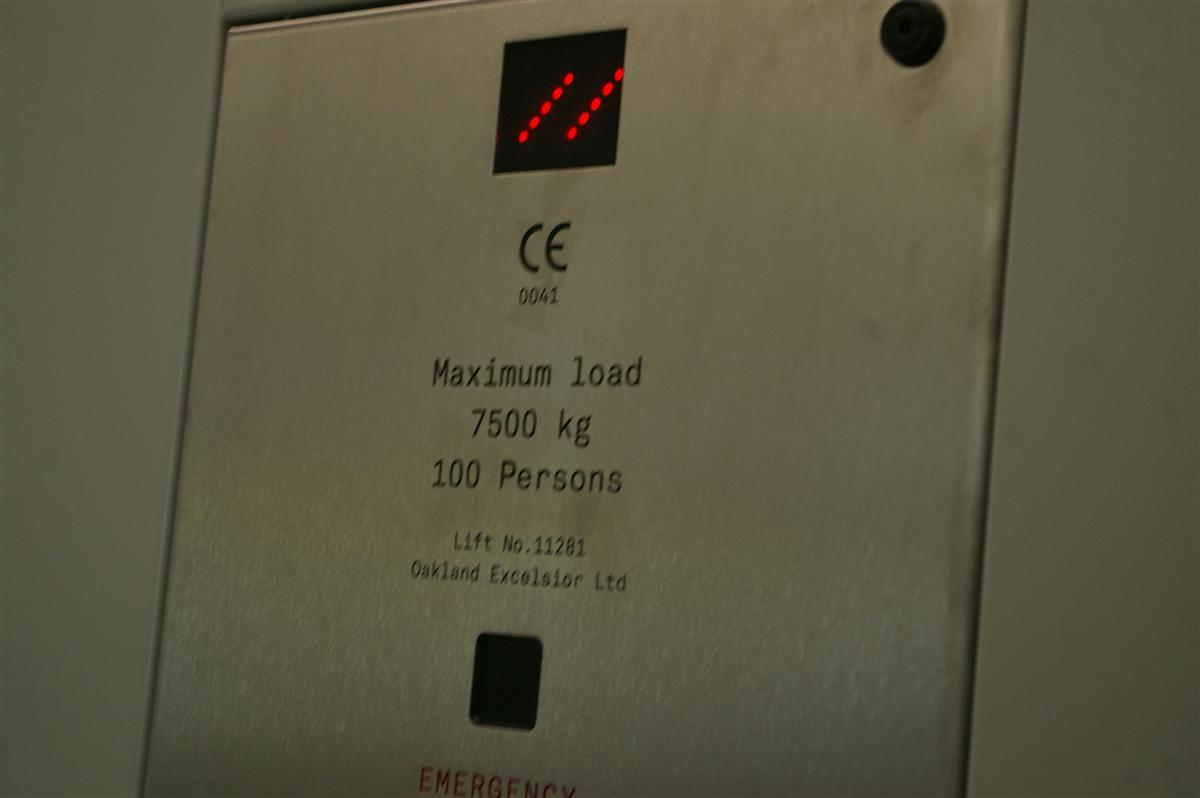 //
CE
0041
Maximum load
7500 kg
100 Persons
Lift No.11281
Oakland Excelsior Ltd
EMERGENCY